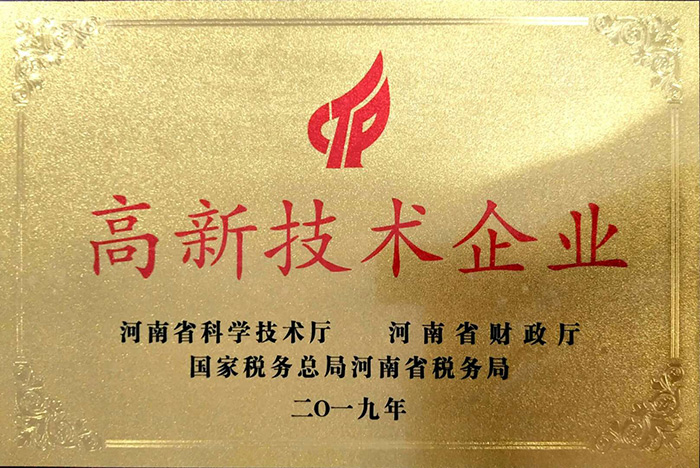 CTP
高新技术企业
河南省科学技术厅 河南省财政厅
国家税务总局河南省税务局
二〇一九年